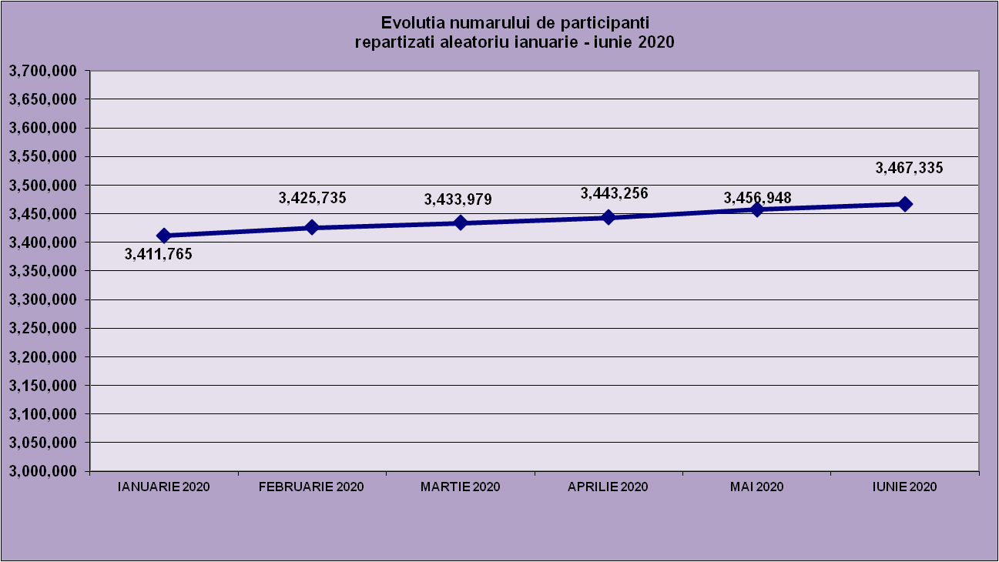 Evolutia numarului de participanti
repartizati aleatoriu ianuarie - iunie 2020
3,700,000
3,650,000
3,600,000
3,550,000
3,500,000
3,450,000
3,400,000
3,350,000
3,300,000
3,250,000
3,200,000
3,150,000
3,100,000
3,050,000
3,000,000
3,411,765
3,425,735
3,433,979
3,443,256
3,456,948
3,467,335
IANUARIE 2020
FEBRUARIE 2020
MARTIE 2020
APRILIE 2020
MAI 2020
IUNIE 2020